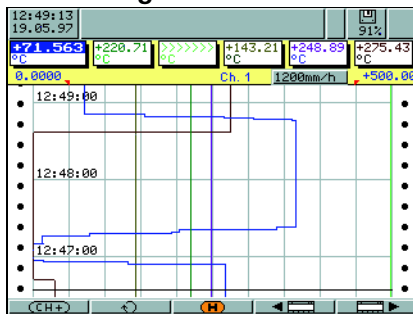 12:49:13
19.05.97
91%
+71.563 +220.71 >>>>>>> +143.21 +248.89 +275.43
°C °C °C °C °C °C
0.0000 Ch. 1 1200mm/h +500.00
12:49:00
12:48:00
12:47:00
(CH+) M